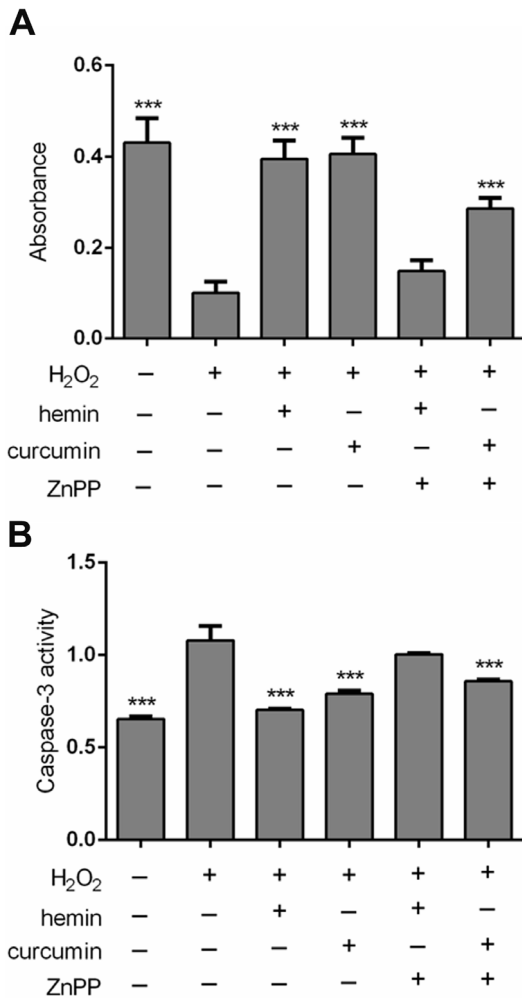 A
0.6
0.4
0.2
0.0
Absorbance
*** *** *** ***
H₂O₂ – + + + + +
hemin – – + – + –
curcumin – – – + – +
ZnPP – – – – + +
B
1.5
1.0
0.5
0.0
Caspase-3 activity
*** *** *** ***
H₂O₂ – + + + + +
hemin – – + – + –
curcumin – – – + – +
ZnPP – – – – + +